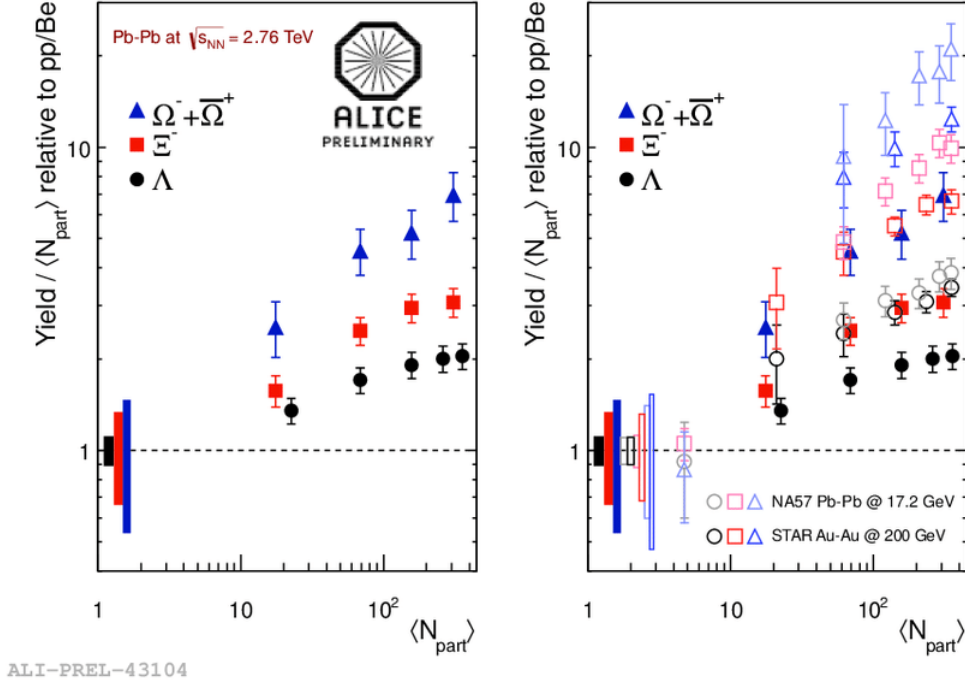 Yield / ⟨N_part⟩ relative to pp/Be
Pb-Pb at √s_NN = 2.76 TeV
ALICE
PRELIMINARY
Ω⁻ + Ω̅⁺
Ξ⁻
Λ
10
1
1 10 10²
⟨N_part⟩
Yield / ⟨N_part⟩ relative to pp/Be
Ω⁻ + Ω̅⁺
Ξ⁻
Λ
10
1
NA57 Pb-Pb @ 17.2 GeV
STAR Au-Au @ 200 GeV
1 10 10²
⟨N_part⟩
ALI-PREL-43104